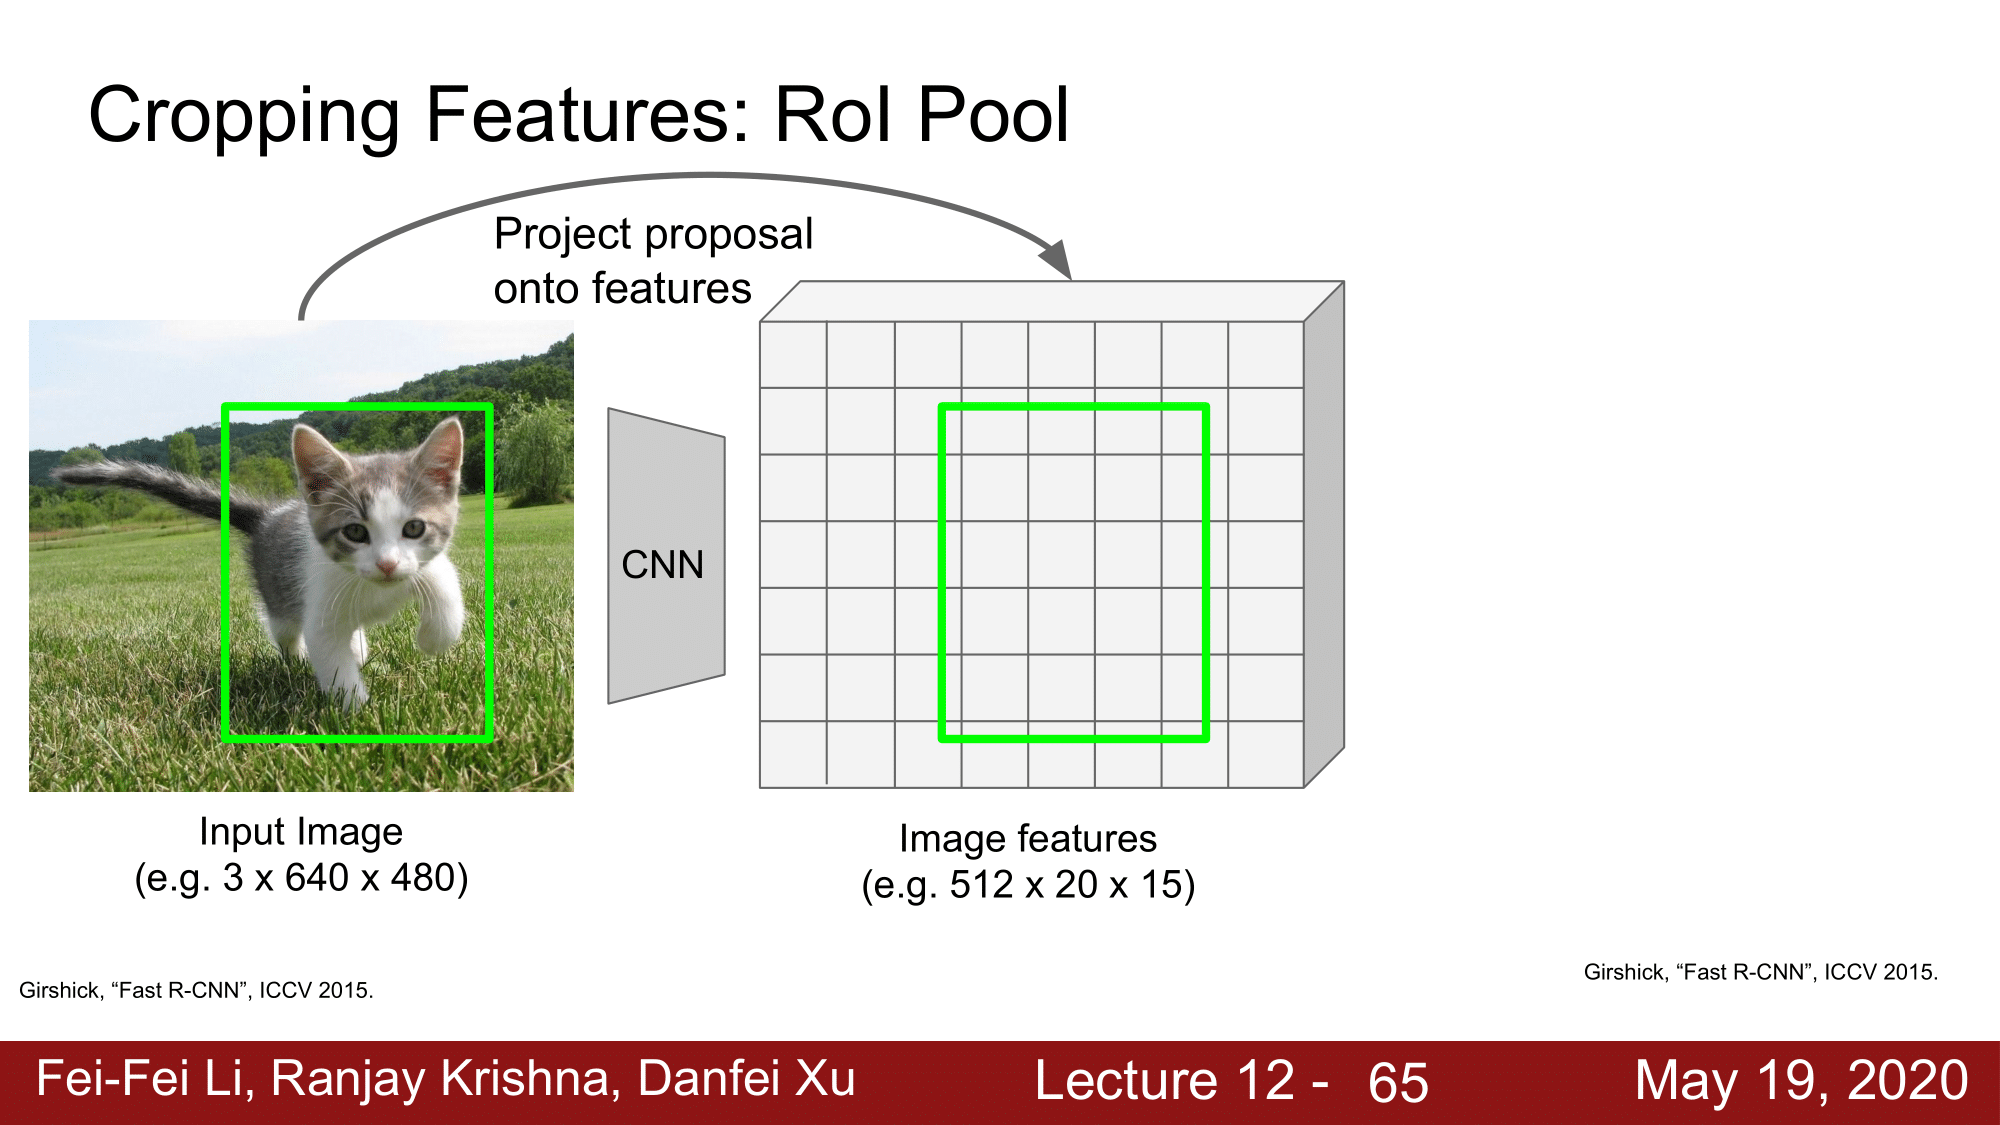 Cropping Features: RoI Pool
Project proposal
onto features
CNN
Input Image
(e.g. 3 x 640 x 480)
Image features
(e.g. 512 x 20 x 15)
Girshick, “Fast R-CNN”, ICCV 2015.
Girshick, “Fast R-CNN”, ICCV 2015.
Fei-Fei Li, Ranjay Krishna, Danfei Xu
Lecture 12 - 65
May 19, 2020